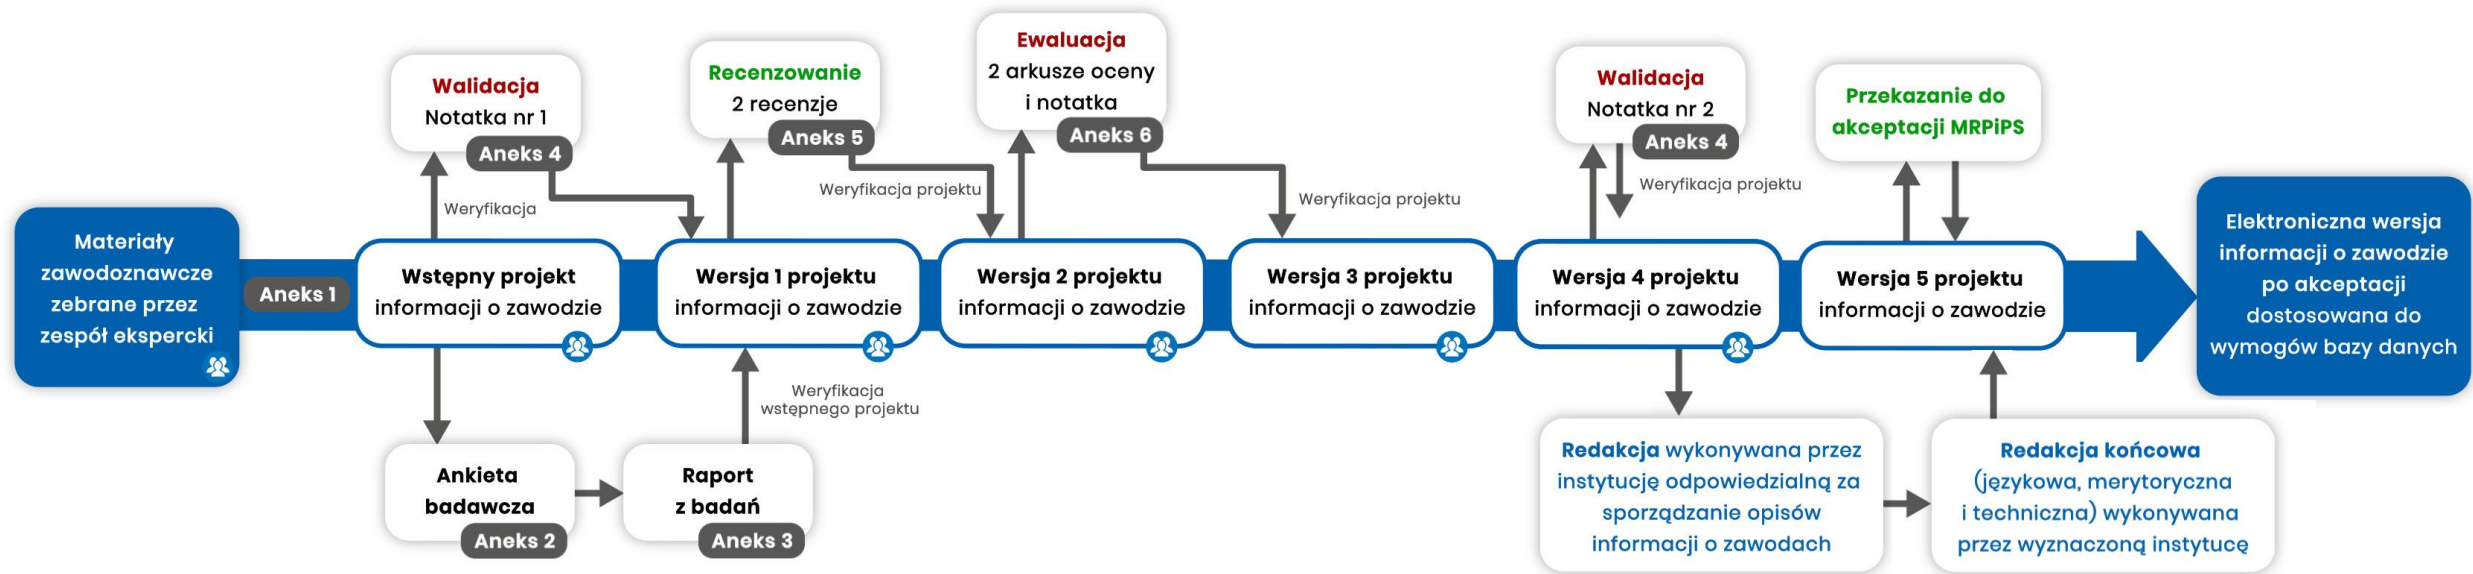 Materiały
zawodoznawcze
zebrane przez
zespół ekspercki
Aneks 1
Wstępny projekt
informacji o zawodzie
Weryfikacja
Walidacja
Notatka nr 1
Aneks 4
Ankieta
badawcza
Aneks 2
Raport
z badań
Aneks 3
Weryfikacja
wstępnego projektu
Wersja 1 projektu
informacji o zawodzie
Recenzowanie
2 recenzje
Aneks 5
Weryfikacja projektu
Wersja 2 projektu
informacji o zawodzie
Ewaluacja
2 arkusze oceny
i notatka
Aneks 6
Weryfikacja projektu
Wersja 3 projektu
informacji o zawodzie
Wersja 4 projektu
informacji o zawodzie
Walidacja
Notatka nr 2
Aneks 4
Weryfikacja projektu
Redakcja wykonywana przez
instytucję odpowiedzialną za
sporządzanie opisów
informacji o zawodach
Redakcja końcowa
(językowa, merytoryczna
i techniczna) wykonywana
przez wyznaczoną instytucę
Wersja 5 projektu
informacji o zawodzie
Przekazanie do
akceptacji MRPiPS
Elektroniczna wersja
informacji o zawodzie
po akceptacji
dostosowana do
wymogów bazy danych